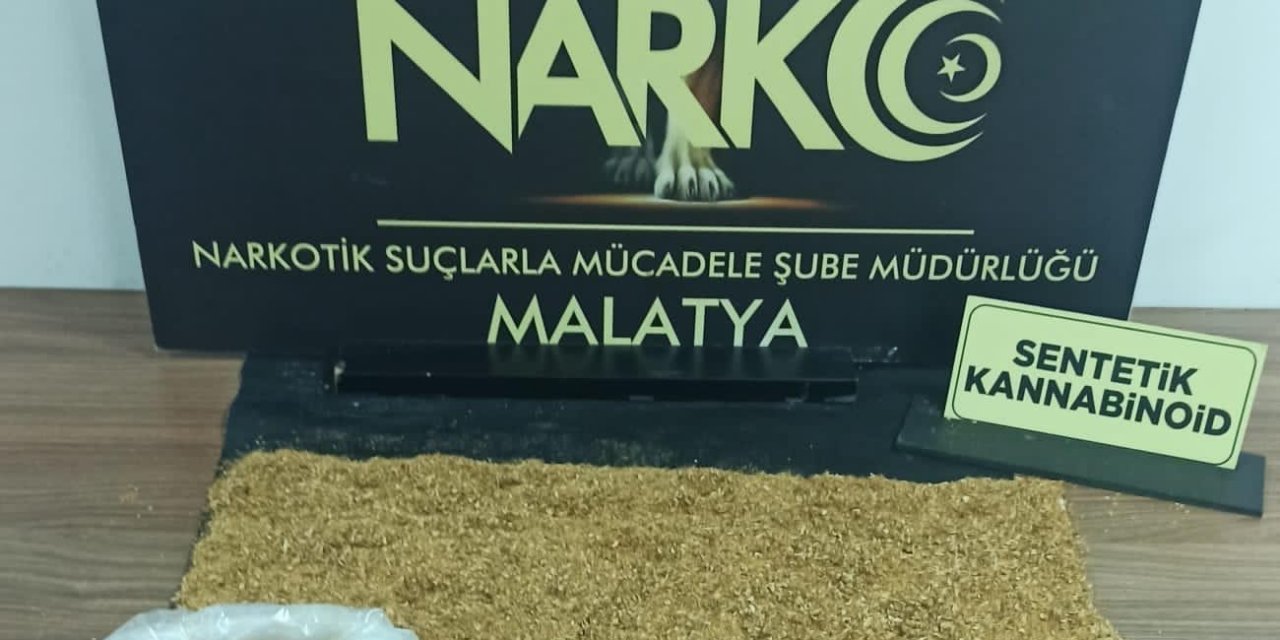 NARKO
NARKOTİK SUÇLARLA MÜCADELE ŞUBE MÜDÜRLÜĞÜ
MALATYA
SENTETİK
KANNABİNOİD